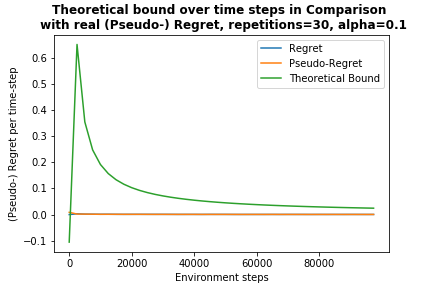 Theoretical bound over time steps in Comparison
with real (Pseudo-) Regret, repetitions=30, alpha=0.1
Regret
Pseudo-Regret
Theoretical Bound
(Pseudo-) Regret per time-step
0.6
0.5
0.4
0.3
0.2
0.1
0.0
−0.1
0
20000
40000
60000
80000
Environment steps